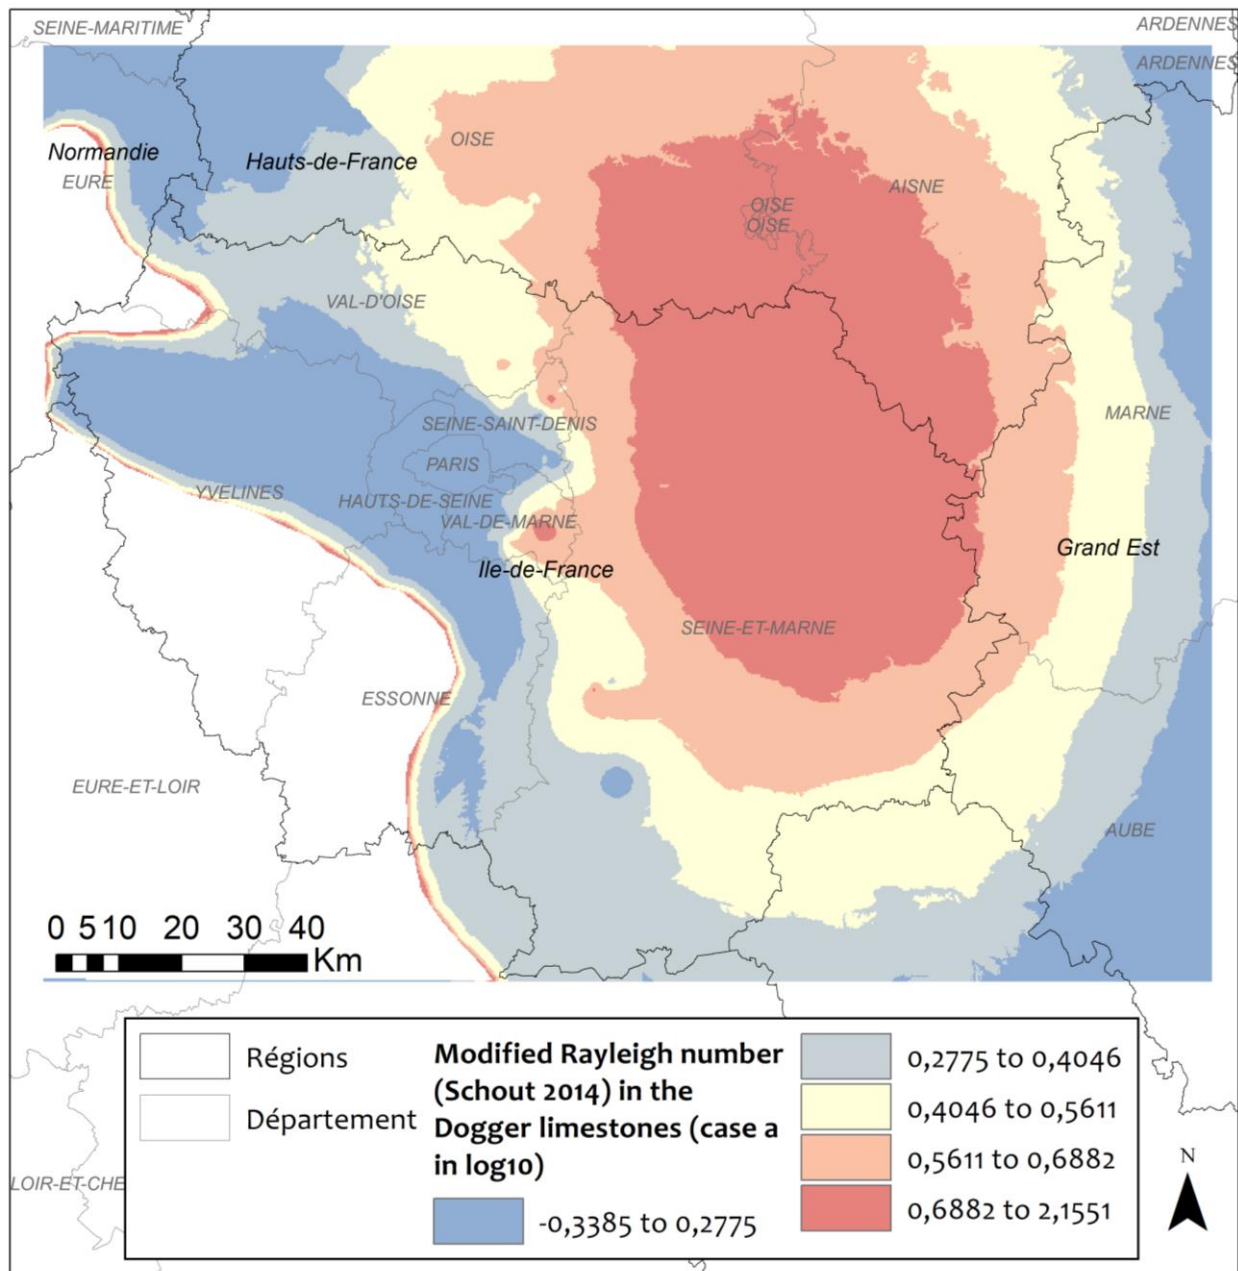 SEINE-MARITIME
ARDENNES
ARDENNES
OISE
Normandie
Hauts-de-France
EURE
AISNE
OISE
OISE
VAL-D'OISE
MARNE
SEINE-SAINT-DENIS
PARIS
YVELINES
HAUTS-DE-SEINE
VAL-DE-MARNE
Grand Est
Ile-de-France
SEINE-ET-MARNE
ESSONNE
EURE-ET-LOIR
AUBE
0 5 10 20 30 40
Km
Régions
Département
Modified Rayleigh number
(Schout 2014) in the
Dogger limestones (case a
in log10)
-0,3385 to 0,2775
0,2775 to 0,4046
0,4046 to 0,5611
0,5611 to 0,6882
0,6882 to 2,1551
N
LOIR-ET-CHE